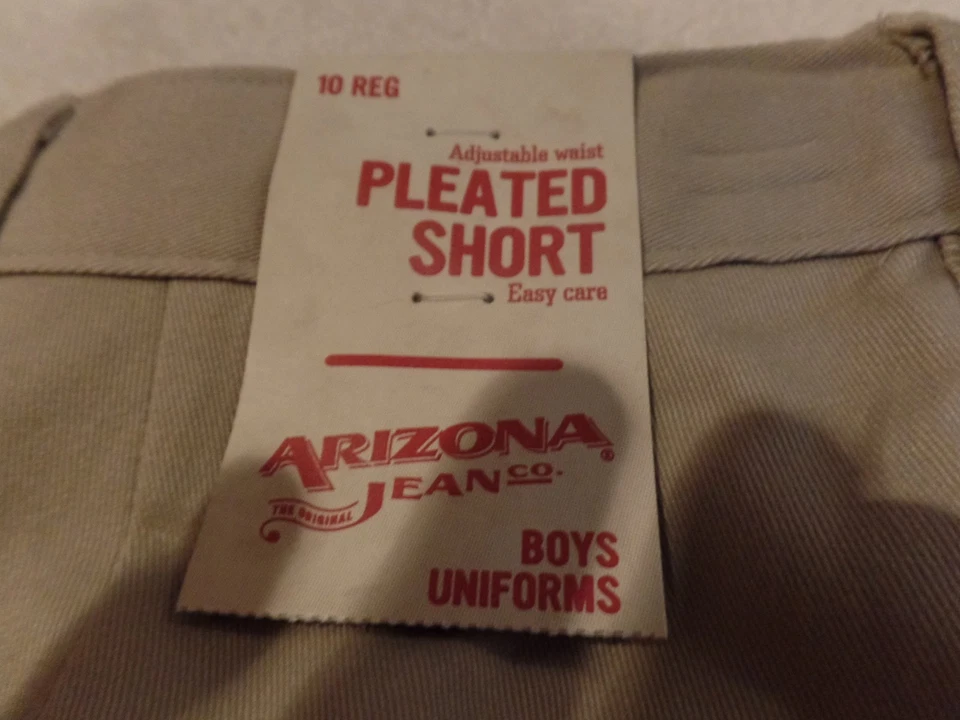 10 REG
Adjustable waist
PLEATED
SHORT
Easy care
ARIZONA®
JEAN CO.
THE ORIGINAL
BOYS
UNIFORMS